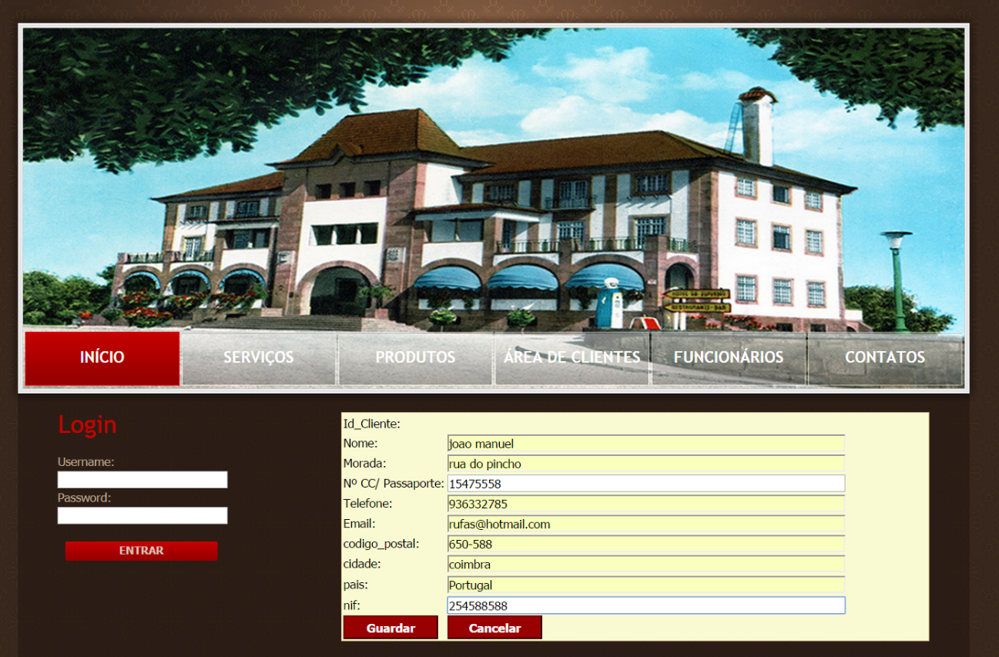 RESTAURANTE - BAR
INÍCIO SERVIÇOS PRODUTOS ÁREA DE CLIENTES FUNCIONÁRIOS CONTATOS
Login
Username:
Password:
ENTRAR
Id_Cliente:
Nome: joao manuel
Morada: rua do pincho
Nº CC/ Passaporte: 15475558
Telefone: 936332785
Email: rufas@hotmail.com
codigo_postal: 650-588
cidade: coimbra
pais: Portugal
nif: 254588588
Guardar Cancelar